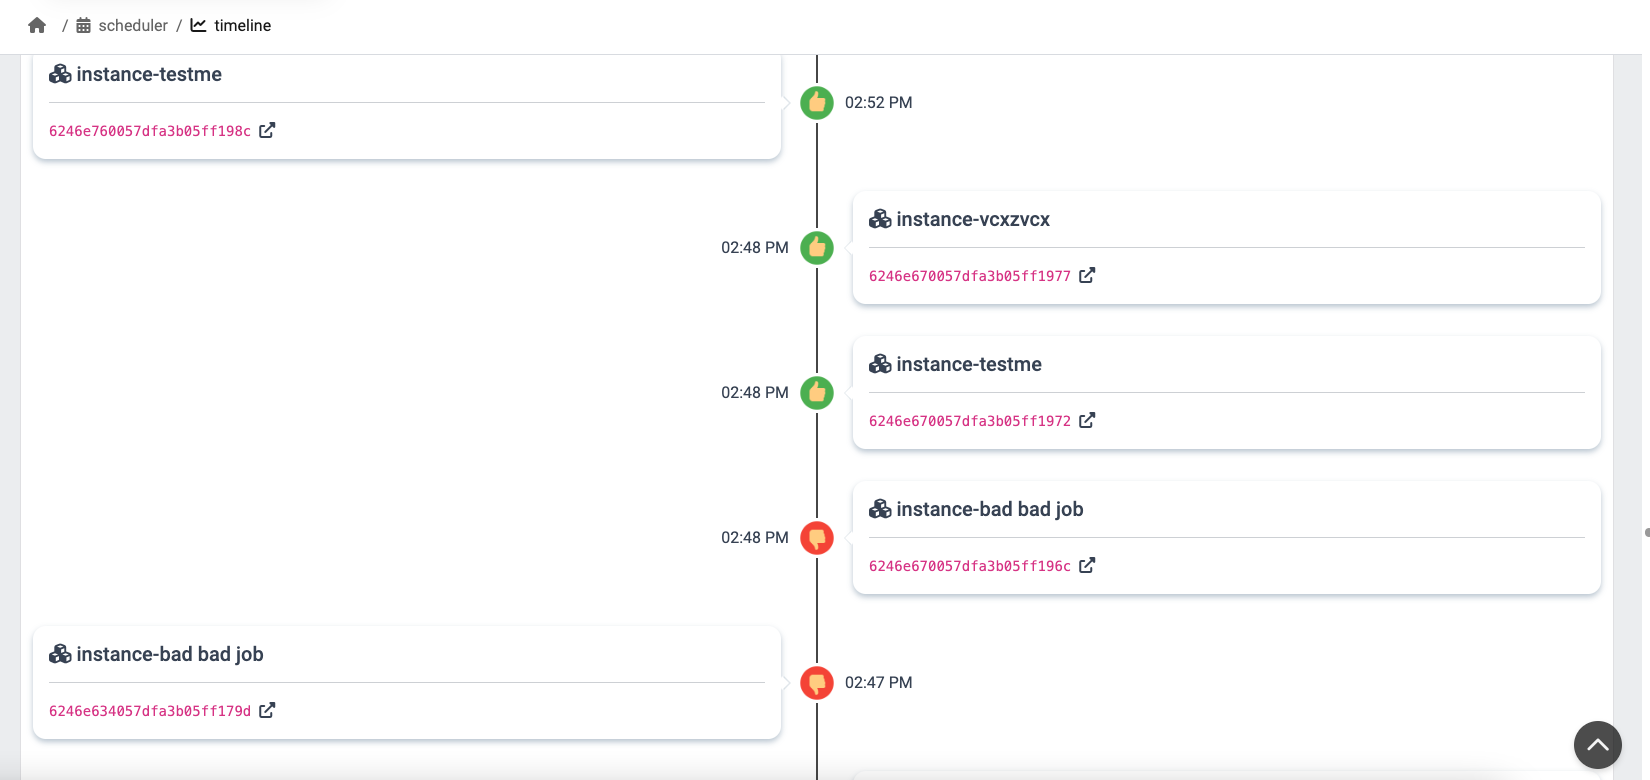 / scheduler / timeline
instance-testme
02:52 PM
6246e760057dfa3b05ff198c
instance-vcxzvcx
02:48 PM
6246e670057dfa3b05ff1977
instance-testme
02:48 PM
6246e670057dfa3b05ff1972
instance-bad bad job
02:48 PM
6246e670057dfa3b05ff196c
instance-bad bad job
02:47 PM
6246e634057dfa3b05ff179d